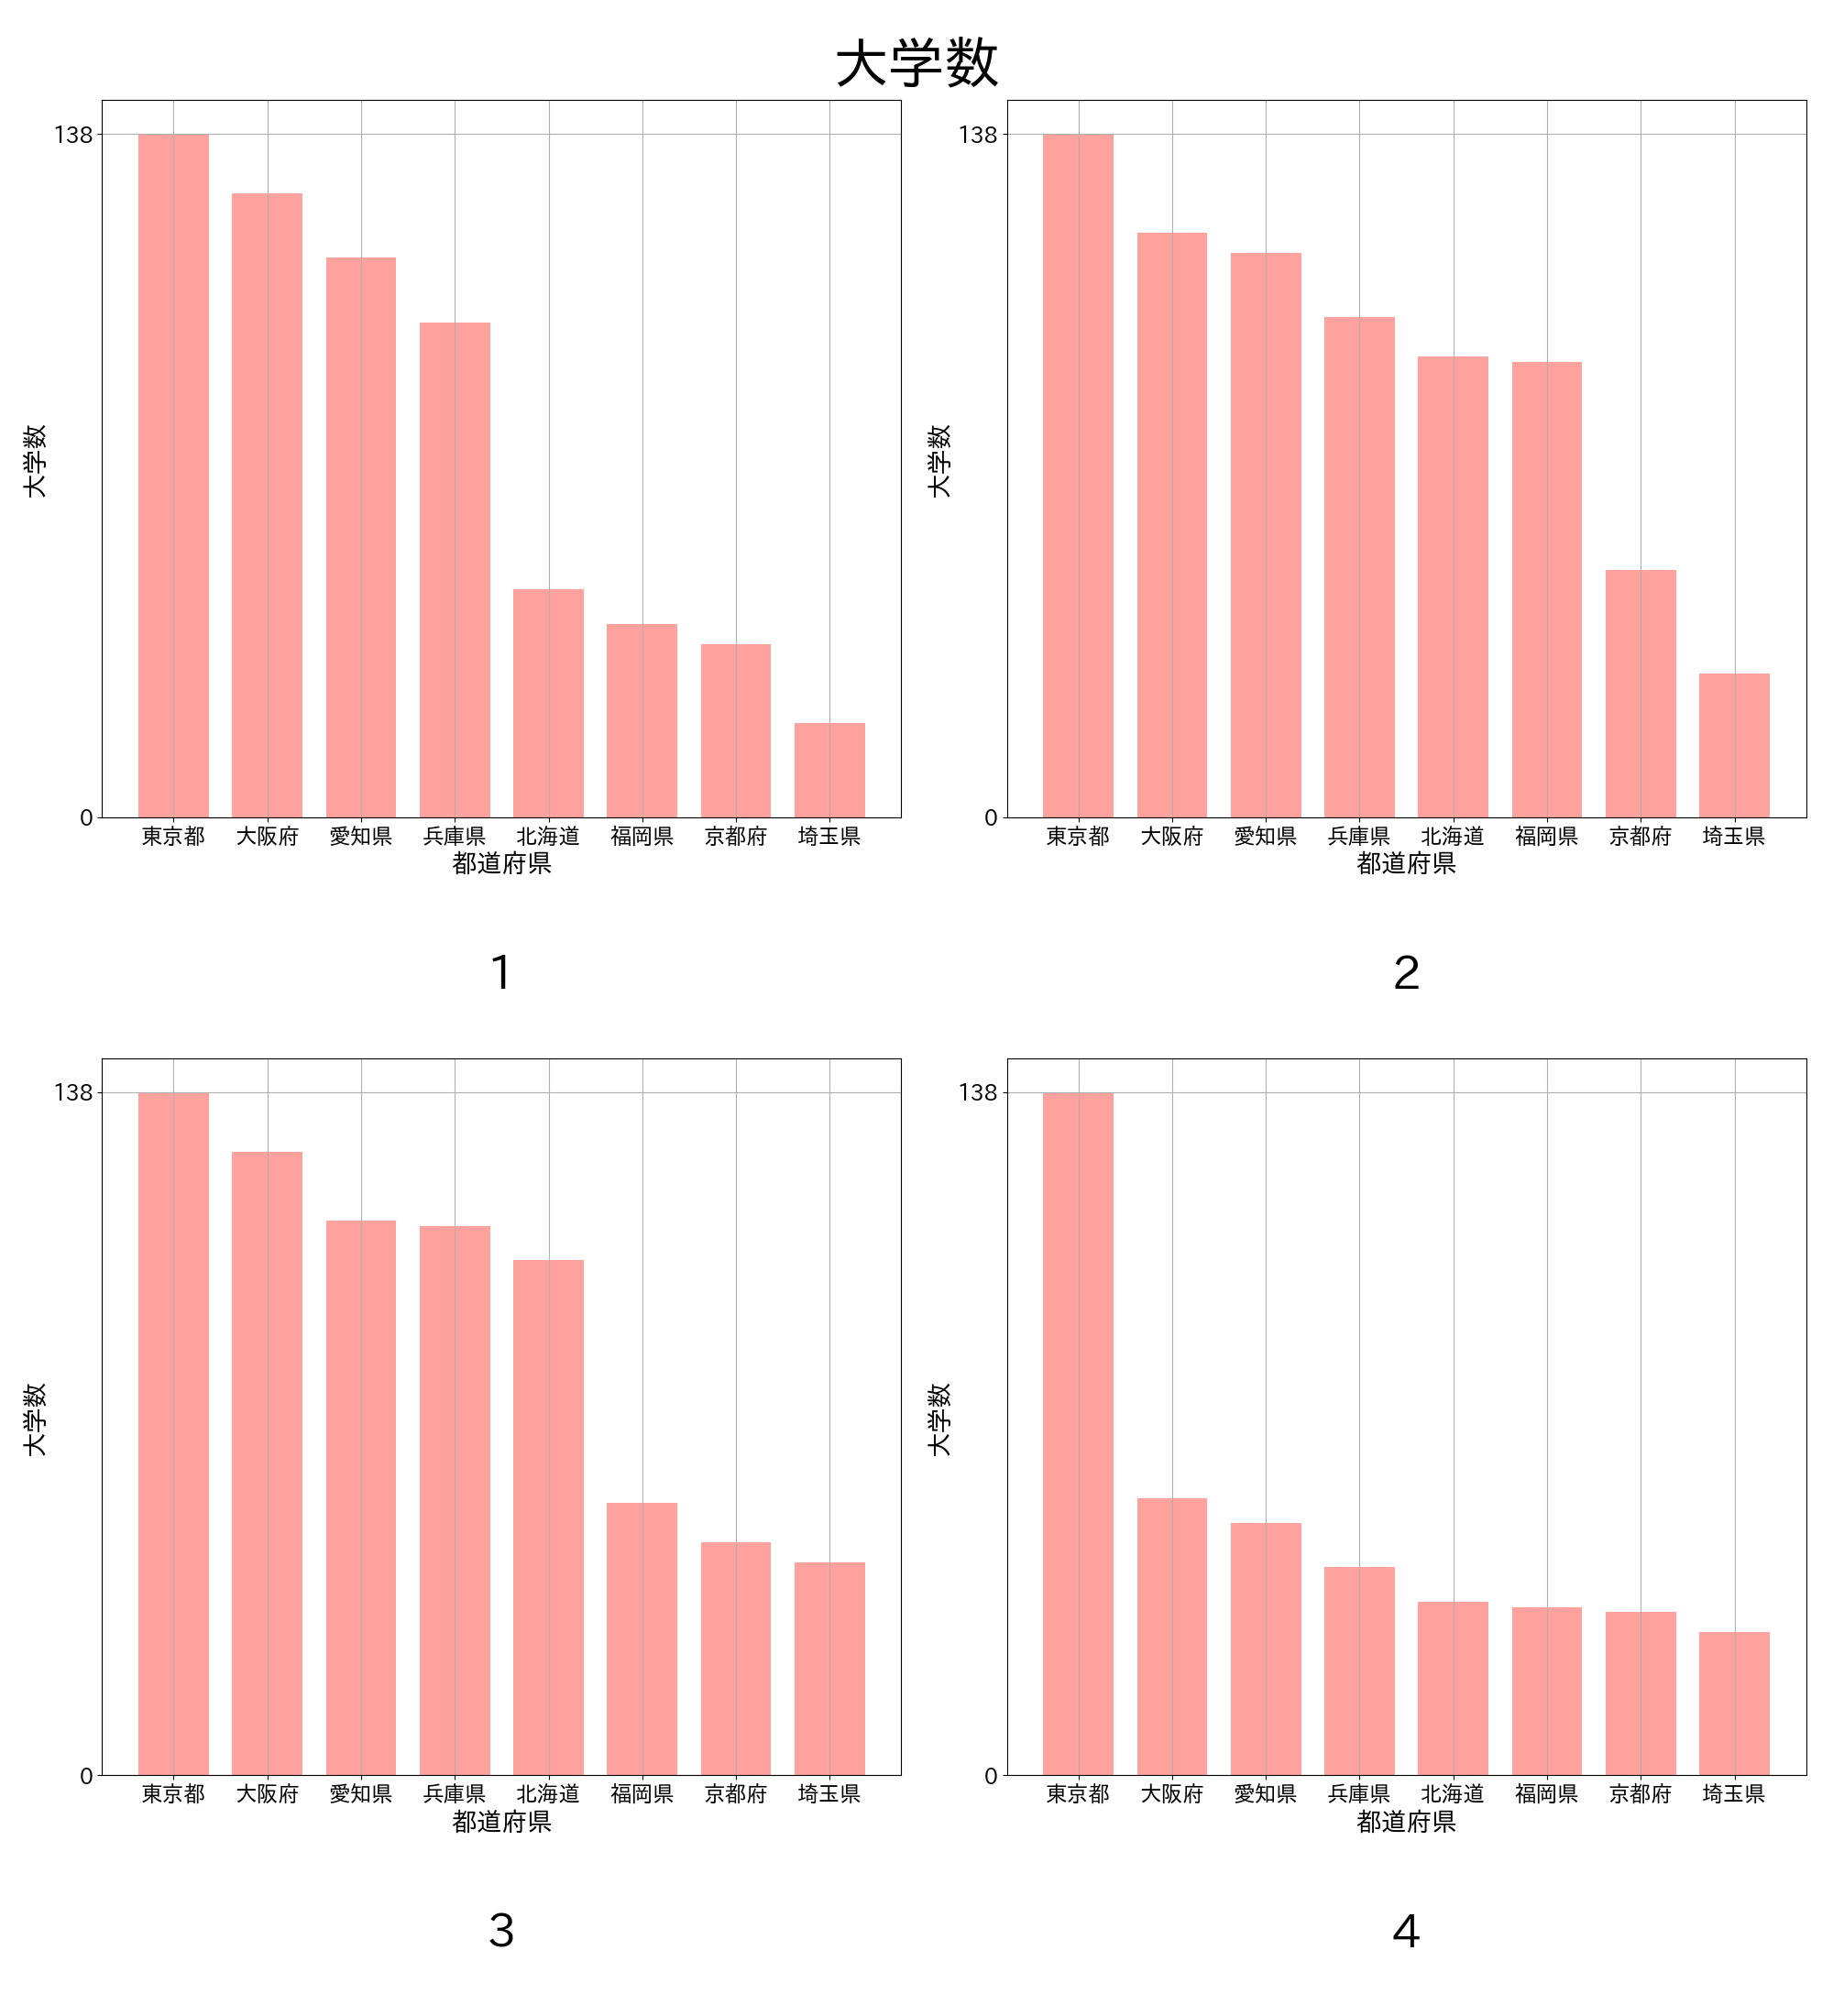 大学数
138
0
大学数
東京都 大阪府 愛知県 兵庫県 北海道 福岡県 京都府 埼玉県
都道府県
1
138
0
大学数
東京都 大阪府 愛知県 兵庫県 北海道 福岡県 京都府 埼玉県
都道府県
2
138
0
大学数
東京都 大阪府 愛知県 兵庫県 北海道 福岡県 京都府 埼玉県
都道府県
3
138
0
大学数
東京都 大阪府 愛知県 兵庫県 北海道 福岡県 京都府 埼玉県
都道府県
4